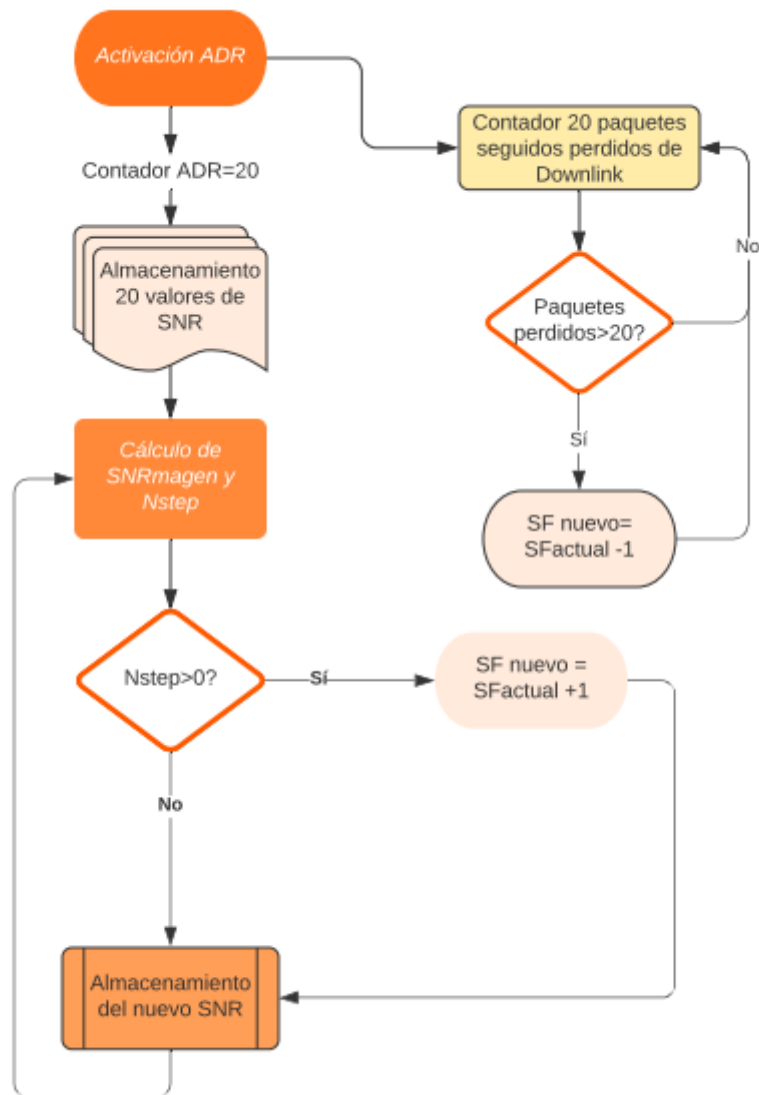 Activación ADR
Contador 20 paquetes
seguidos perdidos de
Downlink
Contador ADR=20
No
Almacenamiento
20 valores de
SNR
Paquetes
perdidos>20?
Sí
Cálculo de
SNRmagen y
Nstep
SF nuevo=
SFactual -1
Nstep>0?
Sí
SF nuevo =
SFactual +1
No
Almacenamiento
del nuevo SNR